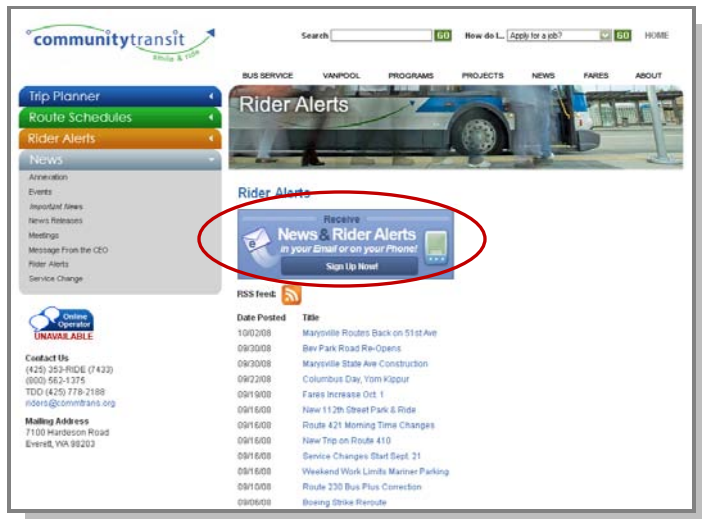 communitytransit
smile & ride
Search GO How do I... Apply for a job? GO HOME
BUS SERVICE VANPOOL PROGRAMS PROJECTS NEWS FARES ABOUT
Trip Planner
Route Schedules
Rider Alerts
News
Annexation
Events
Important News
News Releases
Meetings
Message From the CEO
Rider Alerts
Service Change
Online
Operator
UNAVAILABLE
Contact Us
(425) 353-RIDE (7433)
(800) 562-1375
TDD (425) 778-2188
riders@commtrans.org
Mailing Address
7100 Hardeson Road
Everett, WA 98203
Rider Alerts
Rider Alerts
Receive
News & Rider Alerts
in your Email or on your Phone!
Sign Up Now!
RSS feed:
Date Posted Title
10/02/08 Marysville Routes Back on 51st Ave
09/30/08 Bev Park Road Re-Opens
09/30/08 Marysville State Ave Construction
09/22/08 Columbus Day, Yom Kippur
09/19/08 Fares Increase Oct. 1
09/16/08 New 112th Street Park & Ride
09/16/08 Route 421 Morning Time Changes
09/16/08 New Trip on Route 410
09/16/08 Service Changes Start Sept. 21
09/16/08 Weekend Work Limits Mariner Parking
09/10/08 Route 230 Bus Plus Correction
09/06/08 Boeing Strike Reroute